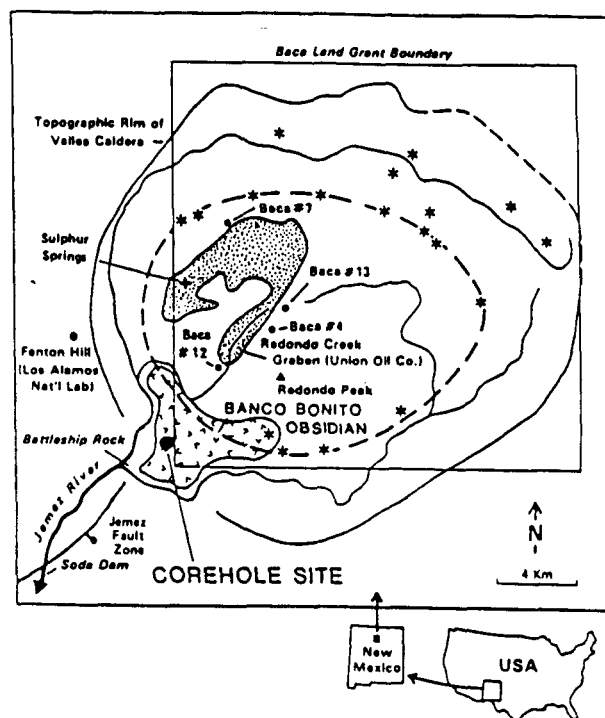 Baca Land Grant Boundary
Topographic Rim of
Valles Caldera
Baca #7
Sulphur
Springs
Baca #13
Baca #4
Redondo Creek
Graben (Union Oil Co.)
Baca
#12
Fenton Hill
(Los Alamos
Nat'l Lab)
Redondo Peak
BANCO BONITO
OBSIDIAN
Battleship Rock
Jemez River
Jemez
Fault
Zone
Soda Dam
COREHOLE SITE
N
4 Km
New
Mexico
USA